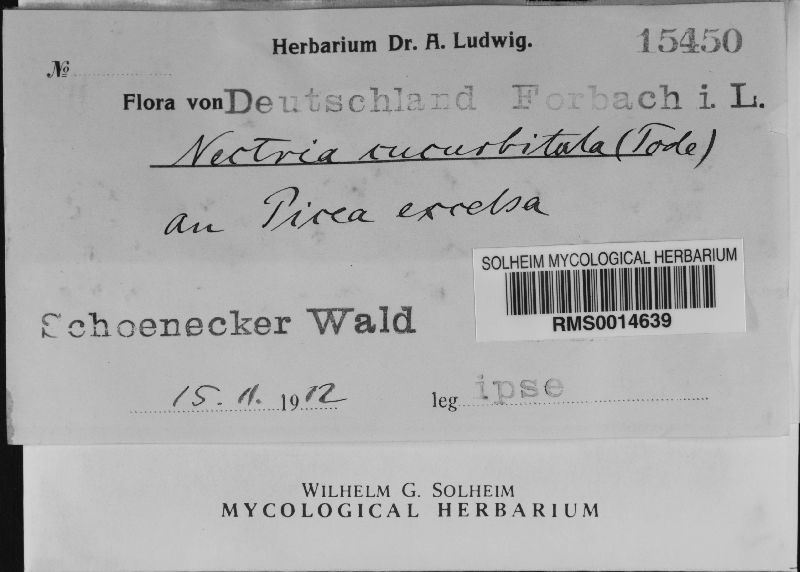 Herbarium Dr. A. Ludwig.
15450
№
Flora von Deutschland Forbach i. L.
Nectria cucurbitula (Tode)
an Picea excelsa
SOLHEIM MYCOLOGICAL HERBARIUM
RMS0014639
Schoenecker Wald
15. 11. 1912
leg ipse
WILHELM G. SOLHEIM
MYCOLOGICAL HERBARIUM